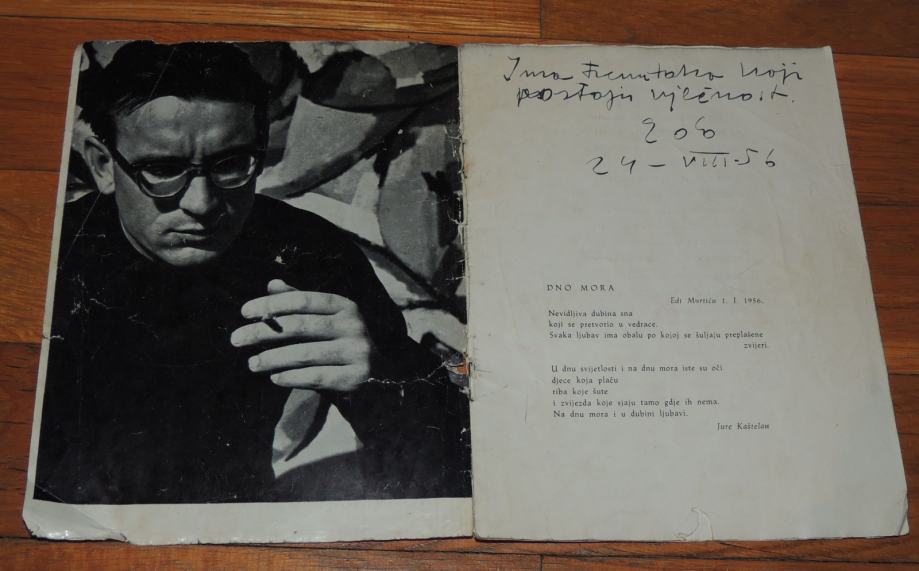 Ima trenutaka koji
postaju vječnost.
Edo
24 - VIII - 56
DNO MORA
Edi Murtiću 1. I. 1956.
Nevidljiva dubina sna
koji se pretvorio u vedrace.
Svaka ljubav ima obalu po kojoj se šuljaju preplašene
zvijeri.
U dnu svijetlosti i na dnu mora iste su oči
djece koja plaču
riba koje šute
i zvijezda koje sjaju tamo gdje ih nema.
Na dnu mora i u dubini ljubavi.
Jure Kaštelan